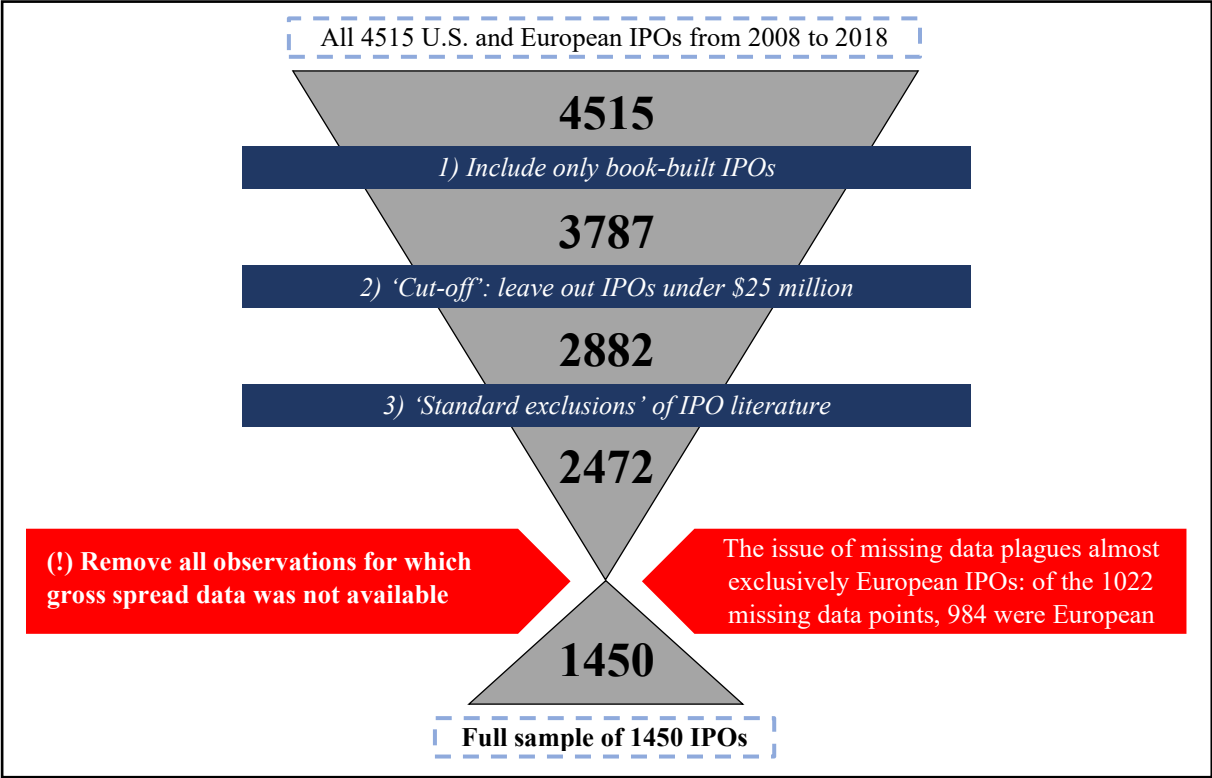 All 4515 U.S. and European IPOs from 2008 to 2018
4515
1) Include only book-built IPOs
3787
2) ‘Cut-off’: leave out IPOs under $25 million
2882
3) ‘Standard exclusions’ of IPO literature
2472
(!) Remove all observations for which
gross spread data was not available
The issue of missing data plagues almost
exclusively European IPOs: of the 1022
missing data points, 984 were European
1450
Full sample of 1450 IPOs